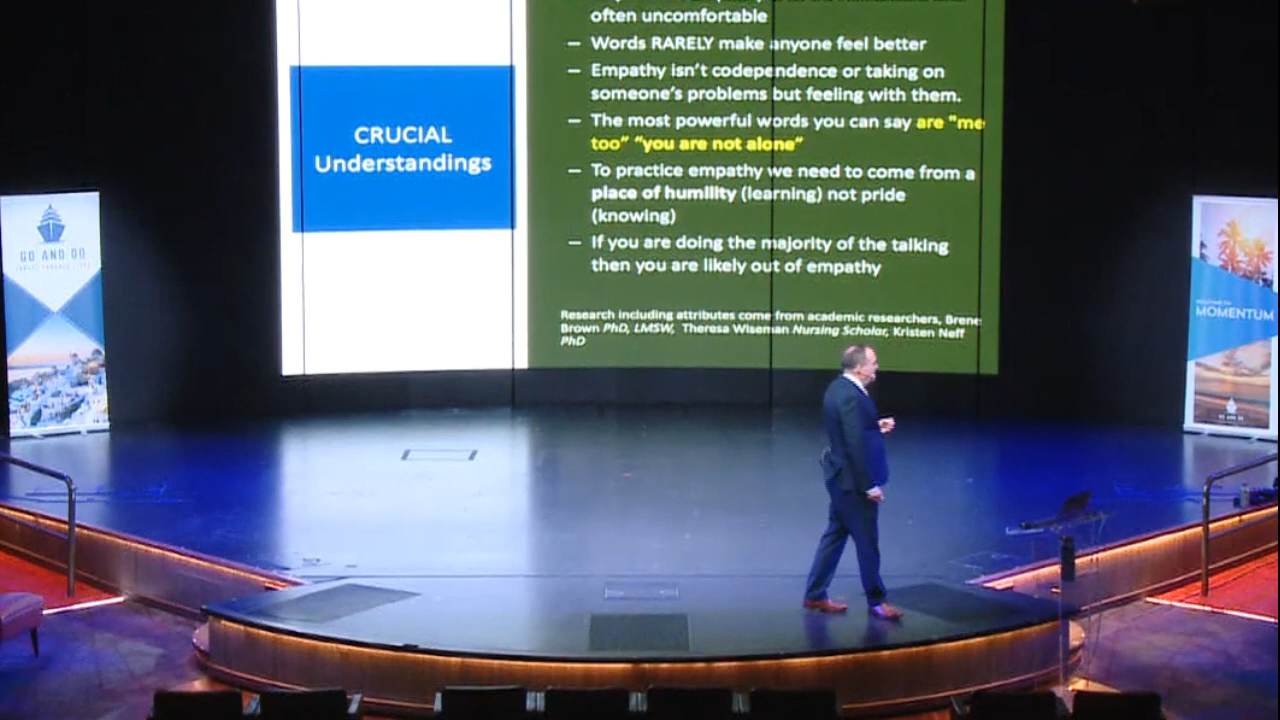 often uncomfortable
– Words RARELY make anyone feel better
– Empathy isn’t codependence or taking on
someone’s problems but feeling with them.
– The most powerful words you can say are "me
too” “you are not alone”
– To practice empathy we need to come from a
place of humility (learning) not pride
(knowing)
– If you are doing the majority of the talking
then you are likely out of empathy
CRUCIAL
Understandings
Research including attributes come from academic researchers, Brene
Brown PhD, LMSW, Theresa Wiseman Nursing Scholar, Kristen Neff
PhD
GO AND GO
MOMENTUM
GO AND GO